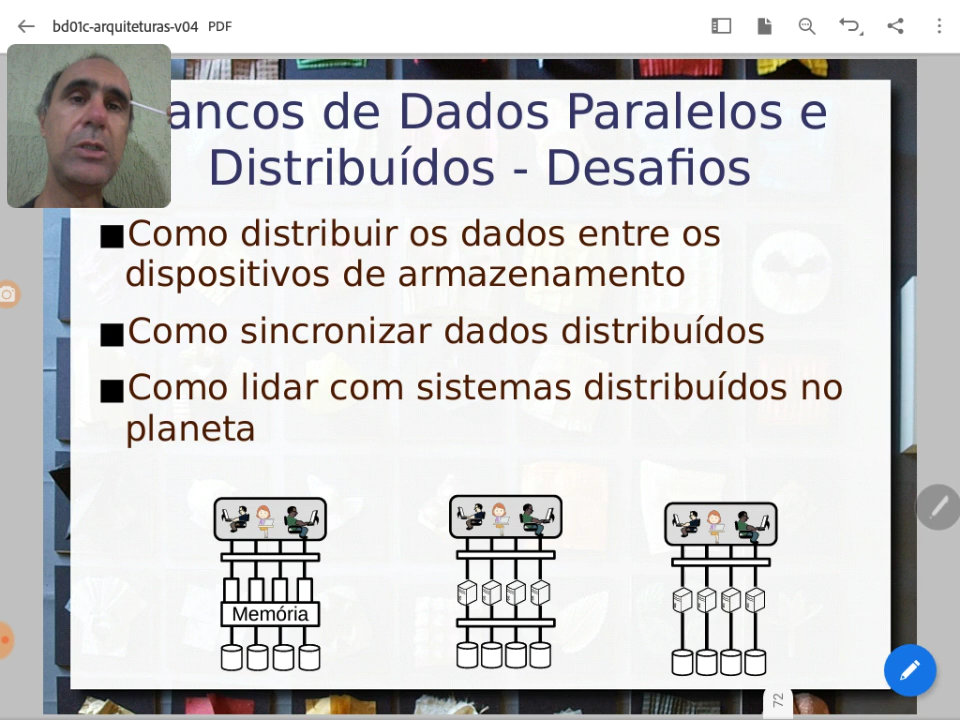 bd01c-arquiteturas-v04 PDF
ancos de Dados Paralelos e
Distribuídos - Desafios
Como distribuir os dados entre os
dispositivos de armazenamento
Como sincronizar dados distribuídos
Como lidar com sistemas distribuídos no
planeta
Memória
72